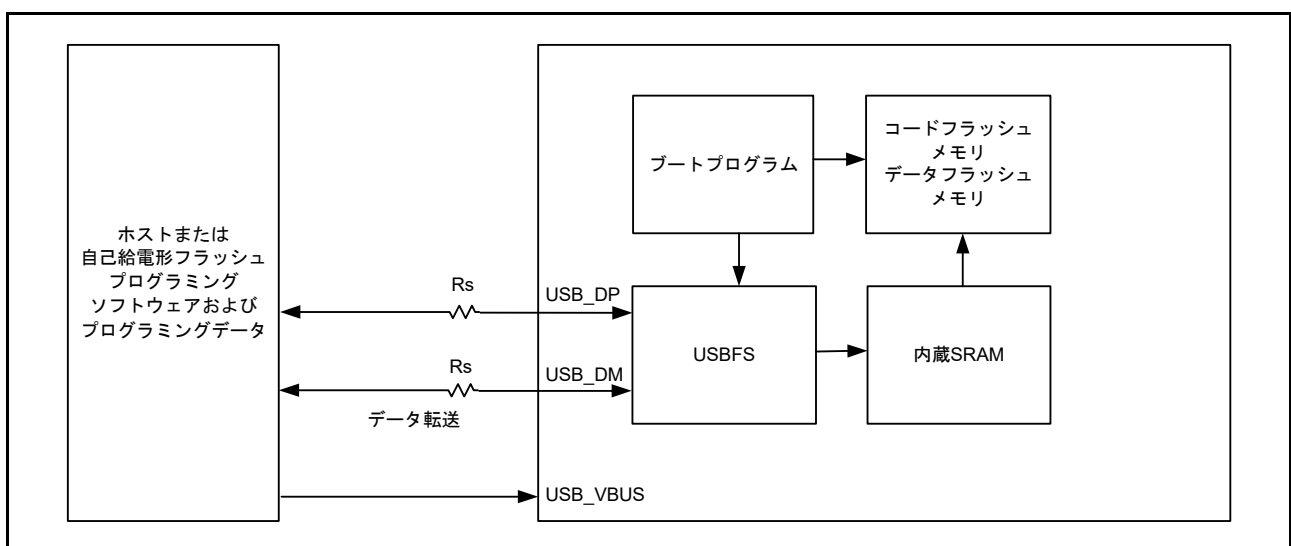 ホストまたは
自己給電形フラッシュ
プログラミング
ソフトウェアおよび
プログラミングデータ
Rs
USB_DP
Rs
USB_DM
データ転送
USB_VBUS
ブートプログラム
コードフラッシュ
メモリ
データフラッシュ
メモリ
USBFS
内蔵SRAM